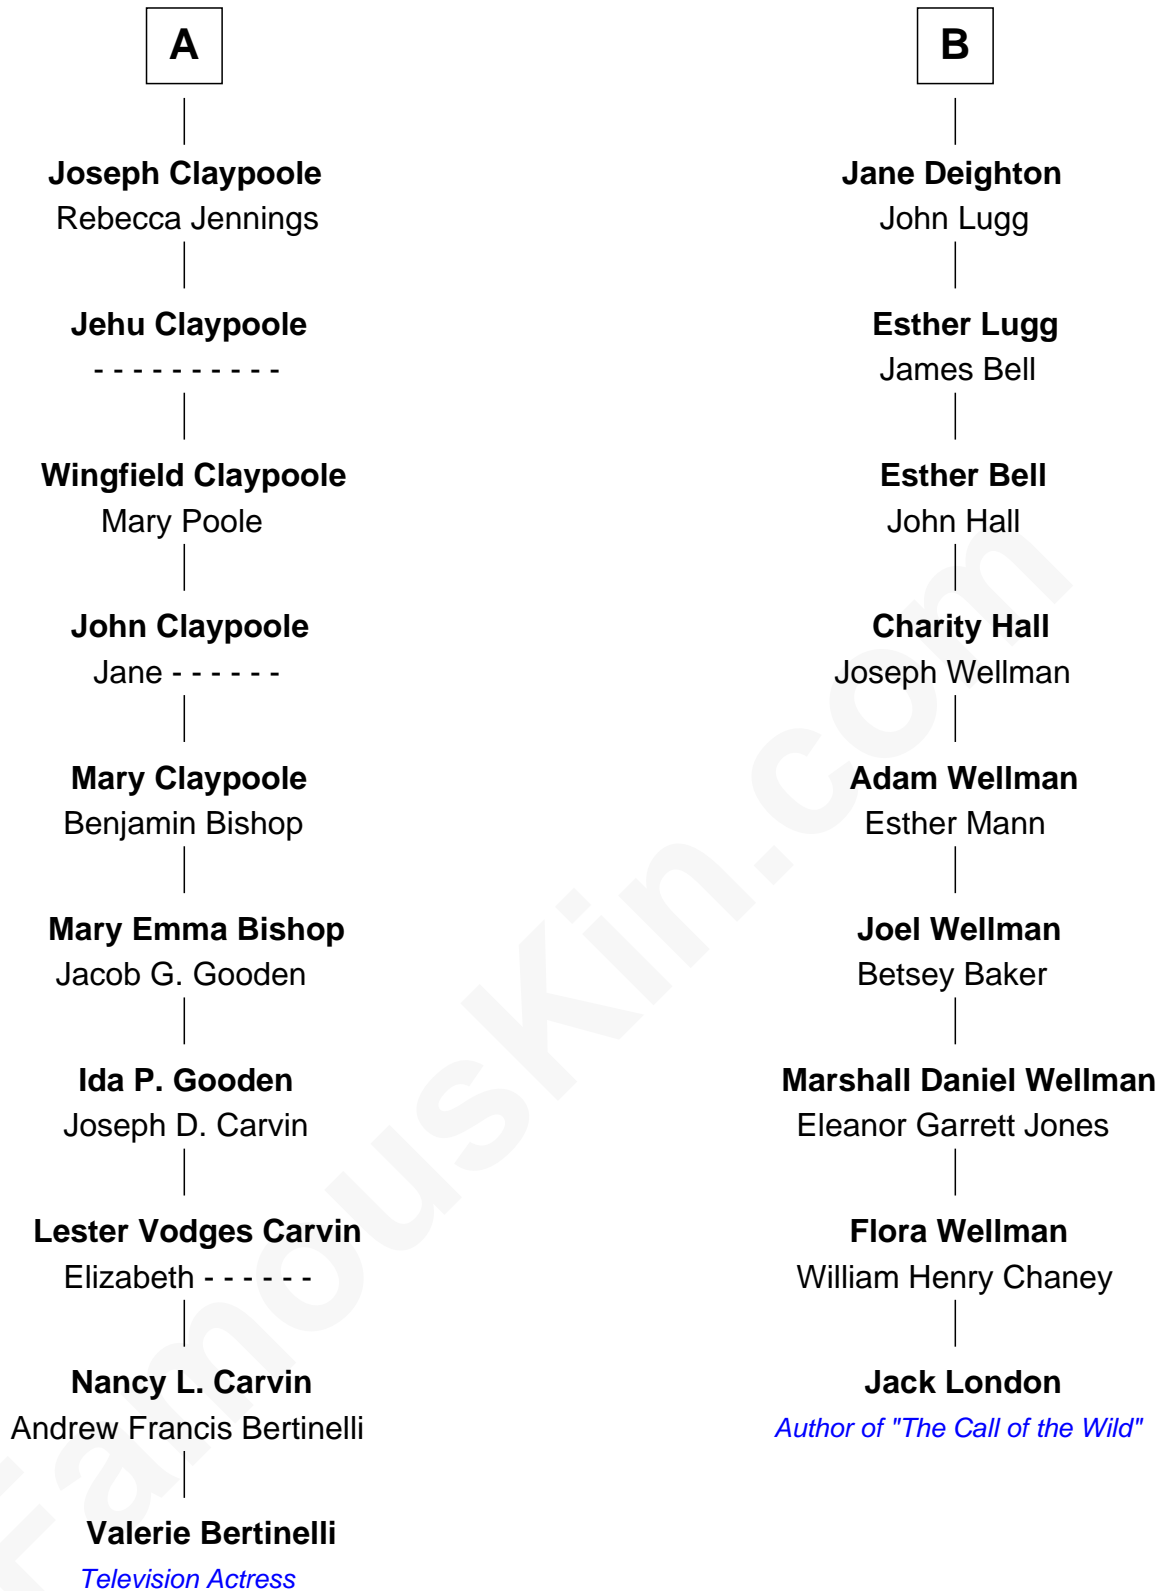 A
Joseph Claypoole
Rebecca Jennings
Jehu Claypoole
- - - - - - - - - -
Wingfield Claypoole
Mary Poole
John Claypoole
Jane - - - - - -
Mary Claypoole
Benjamin Bishop
Mary Emma Bishop
Jacob G. Gooden
Ida P. Gooden
Joseph D. Carvin
Lester Vodges Carvin
Elizabeth - - - - - -
Nancy L. Carvin
Andrew Francis Bertinelli
Valerie Bertinelli
Television Actress
B
Jane Deighton
John Lugg
Esther Lugg
James Bell
Esther Bell
John Hall
Charity Hall
Joseph Wellman
Adam Wellman
Esther Mann
Joel Wellman
Betsey Baker
Marshall Daniel Wellman
Eleanor Garrett Jones
Flora Wellman
William Henry Chaney
Jack London
Author of "The Call of the Wild"
FamousKin.com